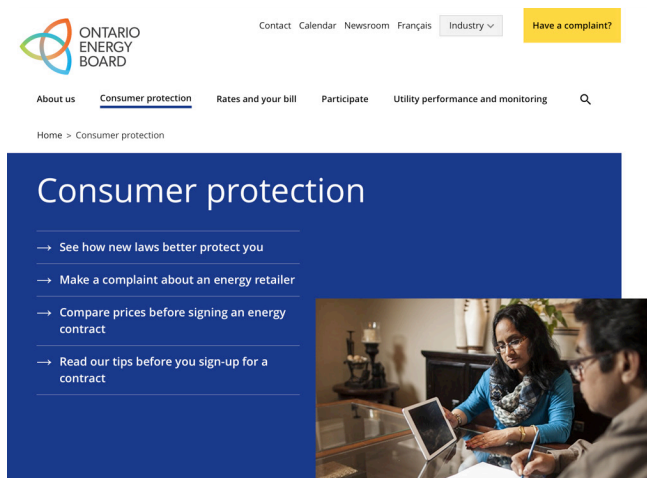 ONTARIO
ENERGY
BOARD
Contact Calendar Newsroom Français Industry Have a complaint?
About us Consumer protection Rates and your bill Participate Utility performance and monitoring
Home > Consumer protection
Consumer protection
→ See how new laws better protect you
→ Make a complaint about an energy retailer
→ Compare prices before signing an energy
contract
→ Read our tips before you sign-up for a
contract